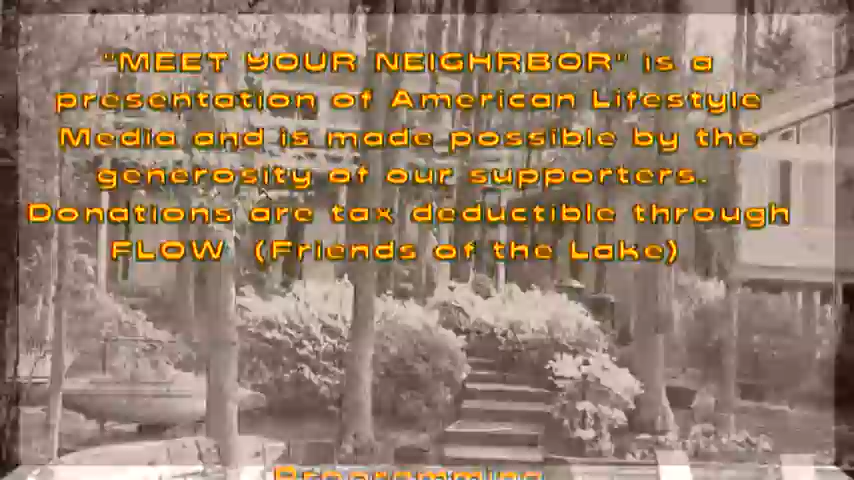 "MEET YOUR NEIGHRBOR" is a
presentation of American Lifestyle
Media and is made possible by the
generosity of our supporters.
Donations are tax deductible through
FLOW (Friends of the Lake)
Programming